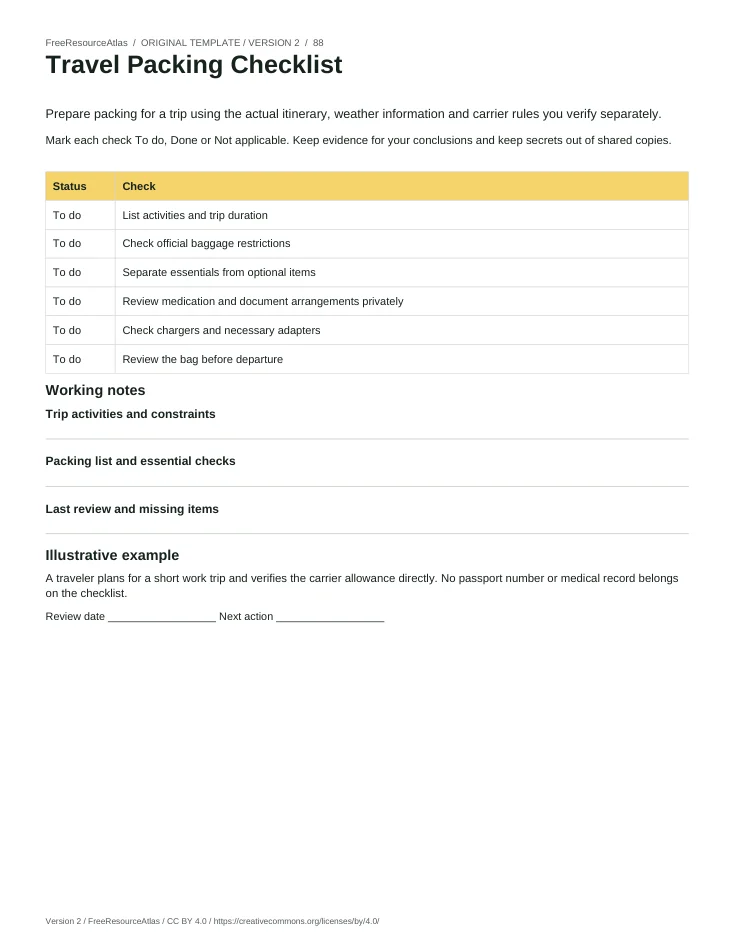 FreeResourceAtlas / ORIGINAL TEMPLATE / VERSION 2 / 88
Travel Packing Checklist
Prepare packing for a trip using the actual itinerary, weather information and carrier rules you verify separately.
Mark each check To do, Done or Not applicable. Keep evidence for your conclusions and keep secrets out of shared copies.
Status Check
To do List activities and trip duration
To do Check official baggage restrictions
To do Separate essentials from optional items
To do Review medication and document arrangements privately
To do Check chargers and necessary adapters
To do Review the bag before departure
Working notes
Trip activities and constraints
Packing list and essential checks
Last review and missing items
Illustrative example
A traveler plans for a short work trip and verifies the carrier allowance directly. No passport number or medical record belongs
on the checklist.
Review date __________________ Next action __________________
Version 2 / FreeResourceAtlas / CC BY 4.0 / https://creativecommons.org/licenses/by/4.0/